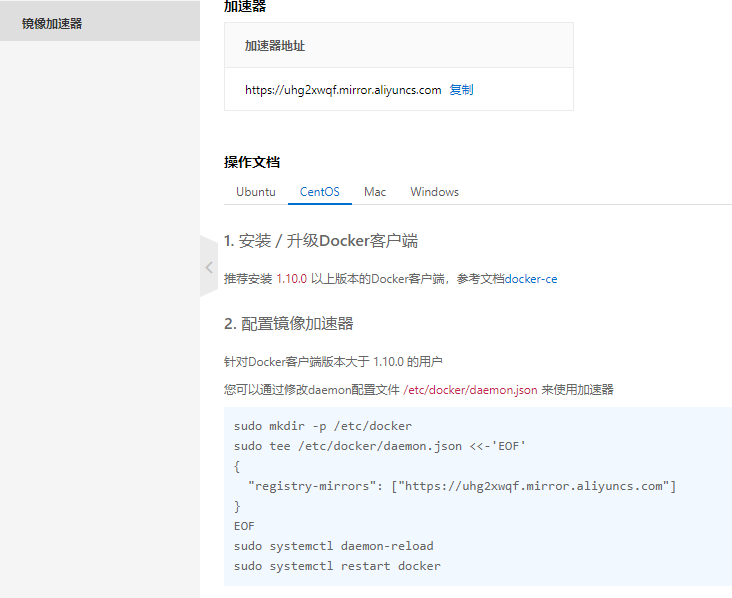 加速器
镜像加速器
加速器地址
https://uhg2xwqf.mirror.aliyuncs.com 复制
操作文档
Ubuntu CentOS Mac Windows
1. 安装 / 升级Docker客户端
推荐安装 1.10.0 以上版本的Docker客户端，参考文档docker-ce
2. 配置镜像加速器
针对Docker客户端版本大于 1.10.0 的用户
您可以通过修改daemon配置文件 /etc/docker/daemon.json 来使用加速器
sudo mkdir -p /etc/docker
sudo tee /etc/docker/daemon.json <<-'EOF'
{
  "registry-mirrors": ["https://uhg2xwqf.mirror.aliyuncs.com"]
}
EOF
sudo systemctl daemon-reload
sudo systemctl restart docker